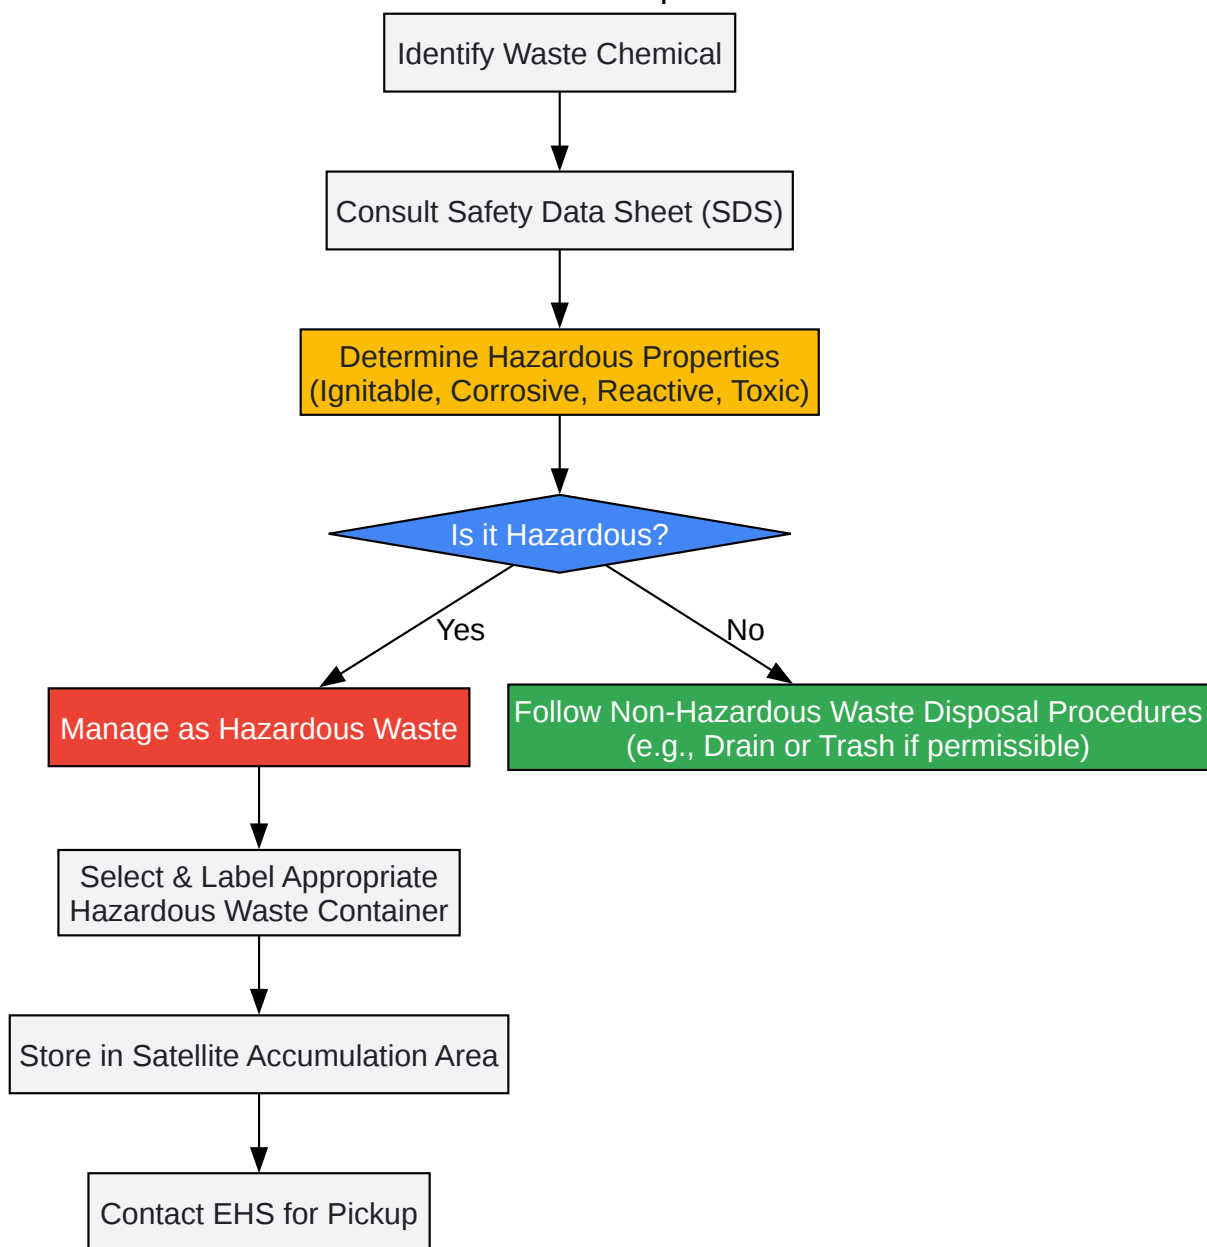 Identify Waste Chemical
Consult Safety Data Sheet (SDS)
Determine Hazardous Properties
(Ignitable, Corrosive, Reactive, Toxic)
Is it Hazardous?
Yes
No
Manage as Hazardous Waste
Follow Non-Hazardous Waste Disposal Procedures
(e.g., Drain or Trash if permissible)
Select & Label Appropriate
Hazardous Waste Container
Store in Satellite Accumulation Area
Contact EHS for Pickup